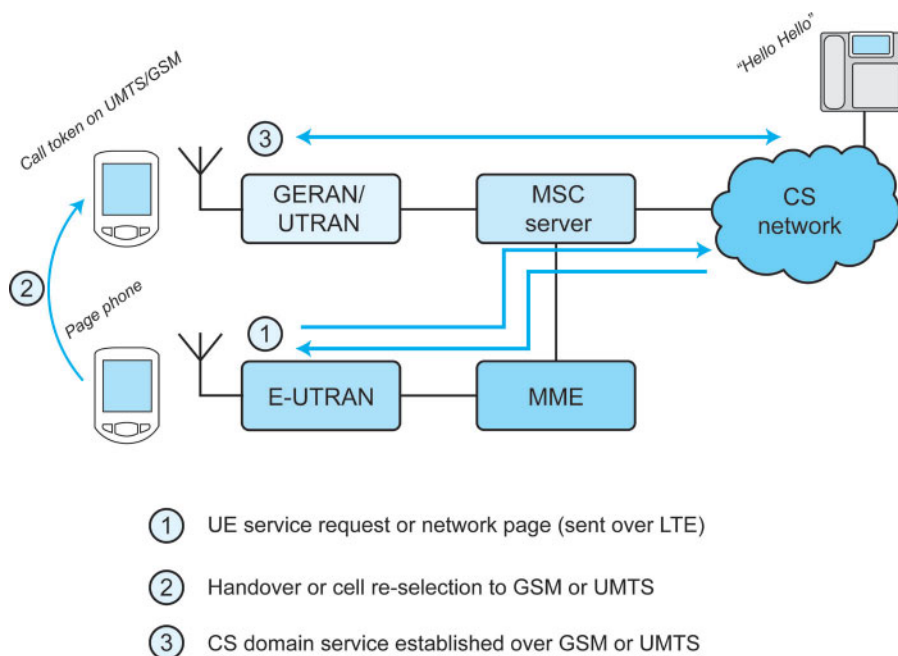 "Hello Hello"
Call token on UMTS/GSM
3
GERAN/
UTRAN
MSC
server
CS
network
2
Page phone
1
E-UTRAN
MME
1 UE service request or network page (sent over LTE)
2 Handover or cell re-selection to GSM or UMTS
3 CS domain service established over GSM or UMTS